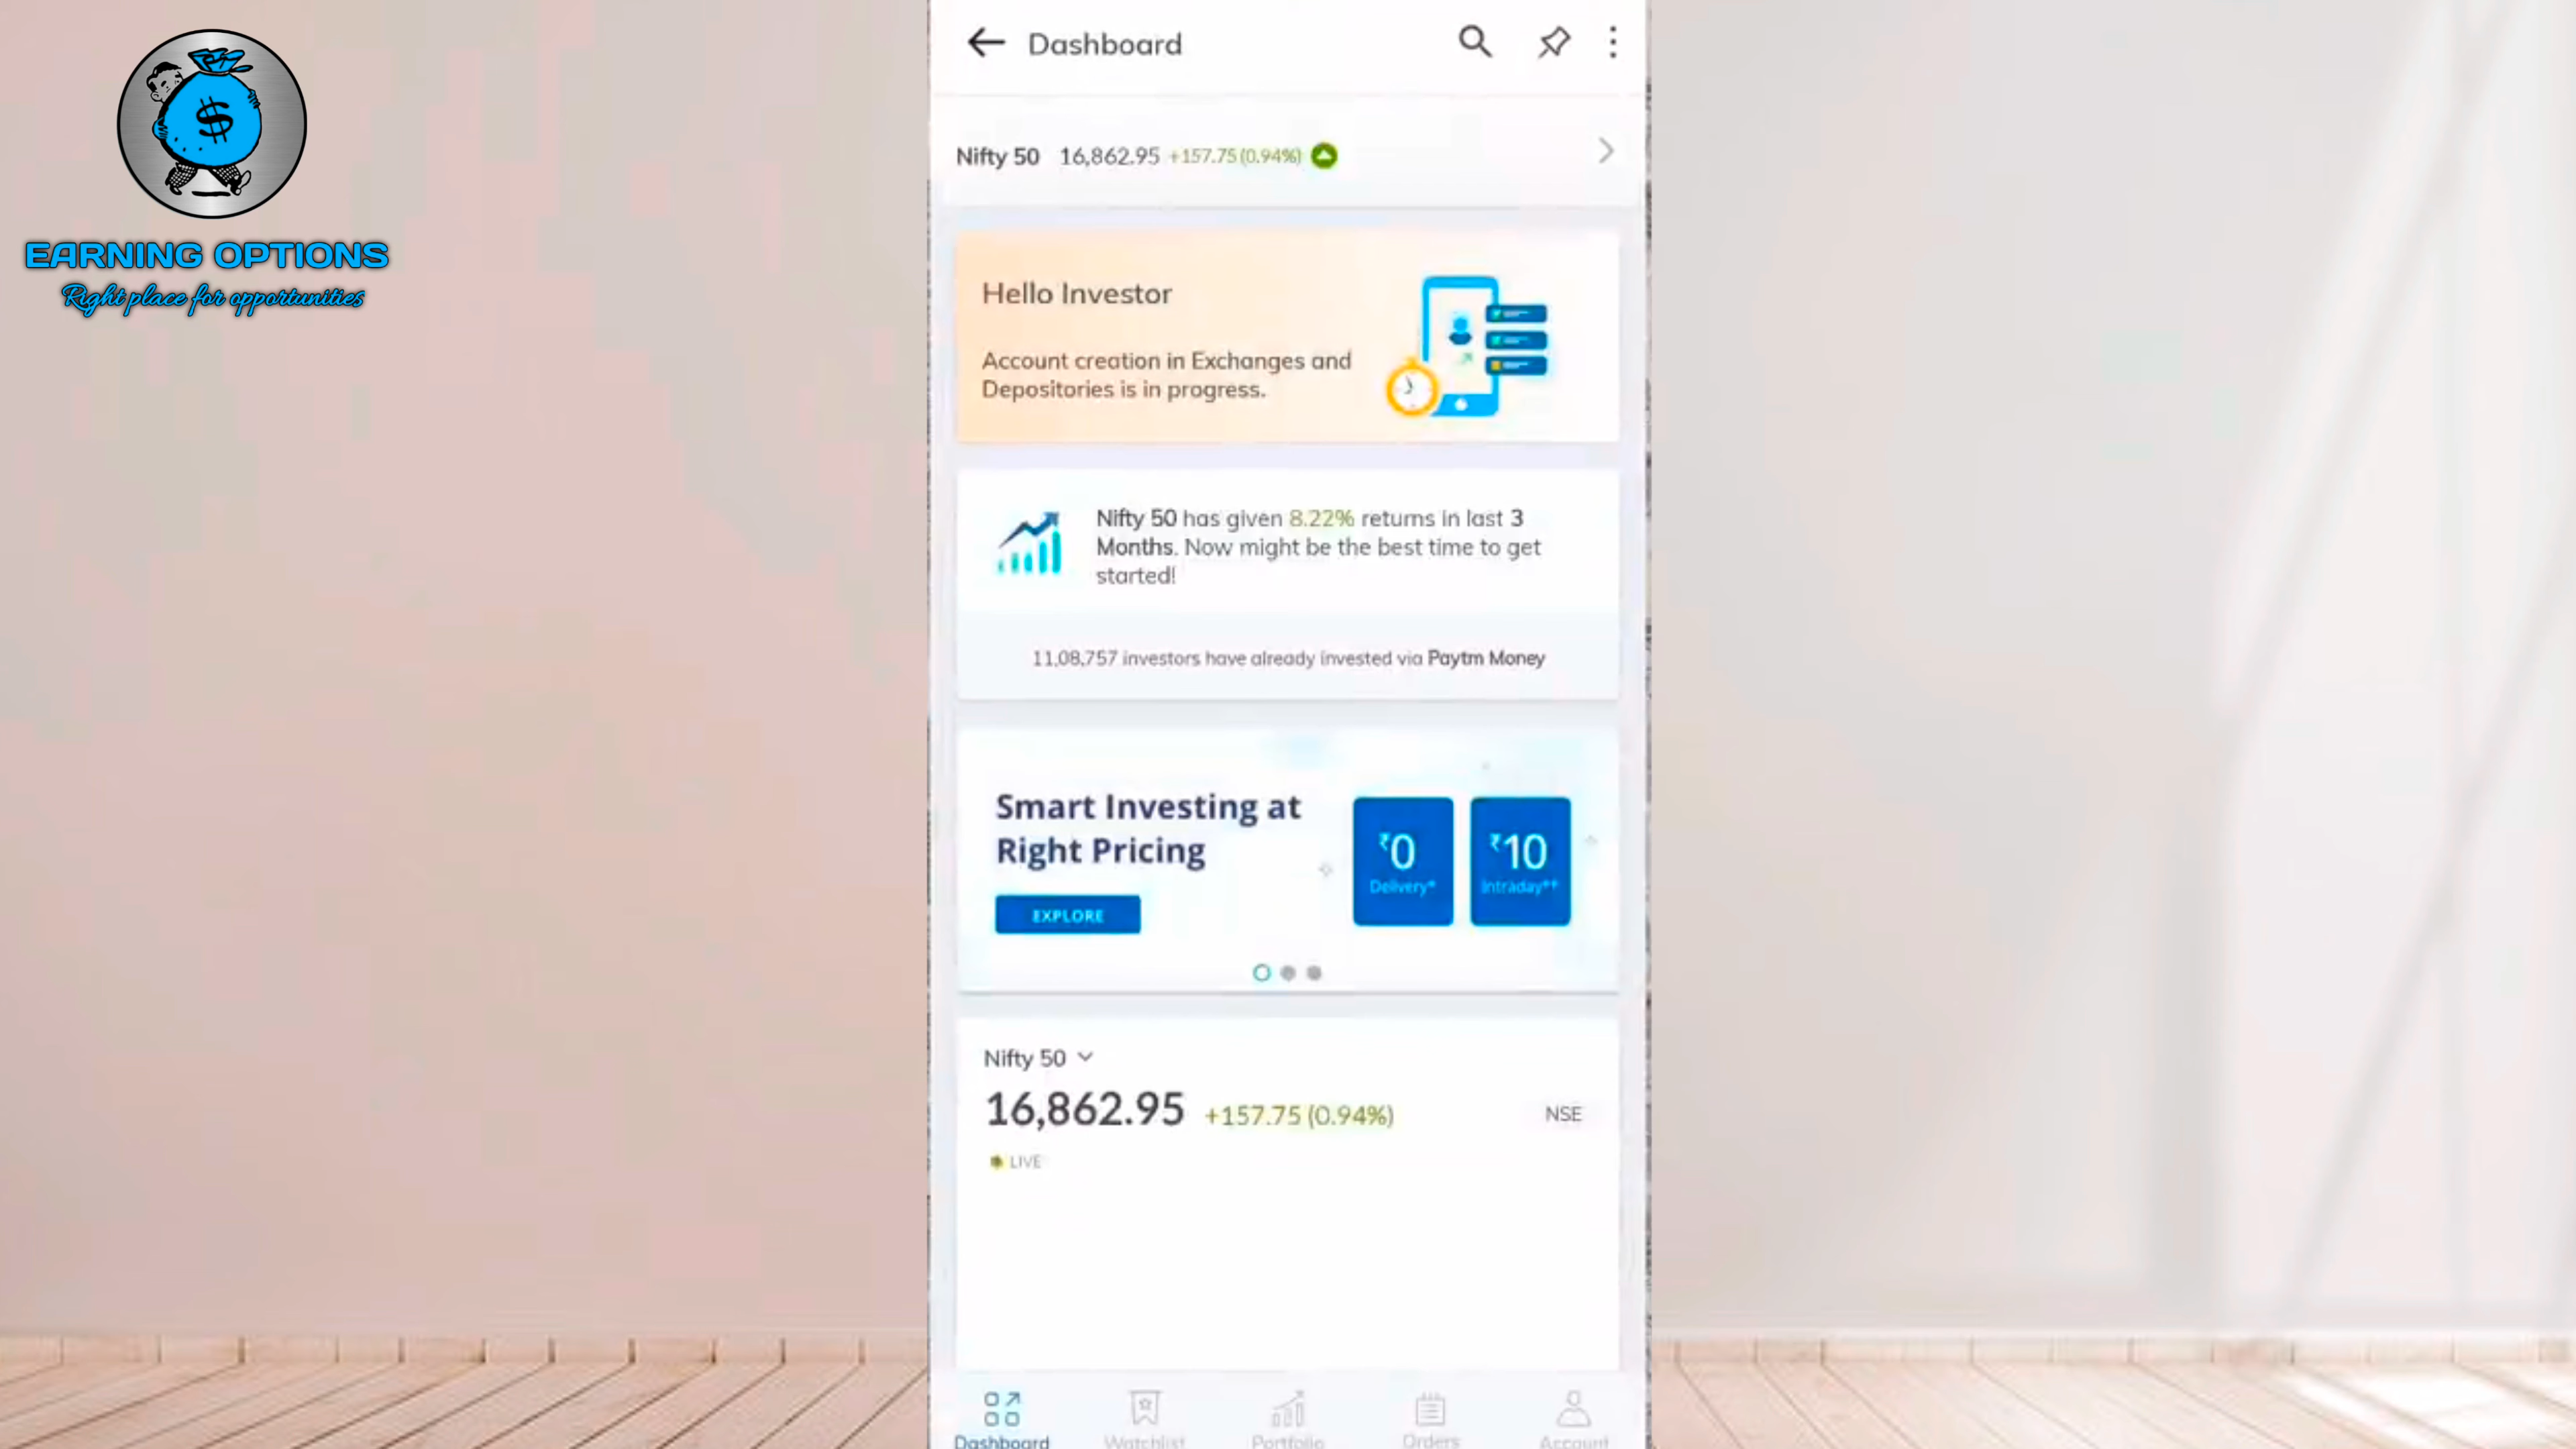 EARNING OPTIONS
Right place for opportunities
Dashboard
Nifty 50 16,862.95 +157.75 (0.94%)
Hello Investor
Account creation in Exchanges and
Depositories is in progress.
Nifty 50 has given 8.22% returns in last 3
Months. Now might be the best time to get
started!
11,08,757 investors have already invested via Paytm Money
Smart Investing at
Right Pricing
₹0
Delivery*
₹10
Intraday**
EXPLORE
Nifty 50
16,862.95 +157.75 (0.94%)
NSE
LIVE
Dashboard
Watchlist
Portfolio
Orders
Account